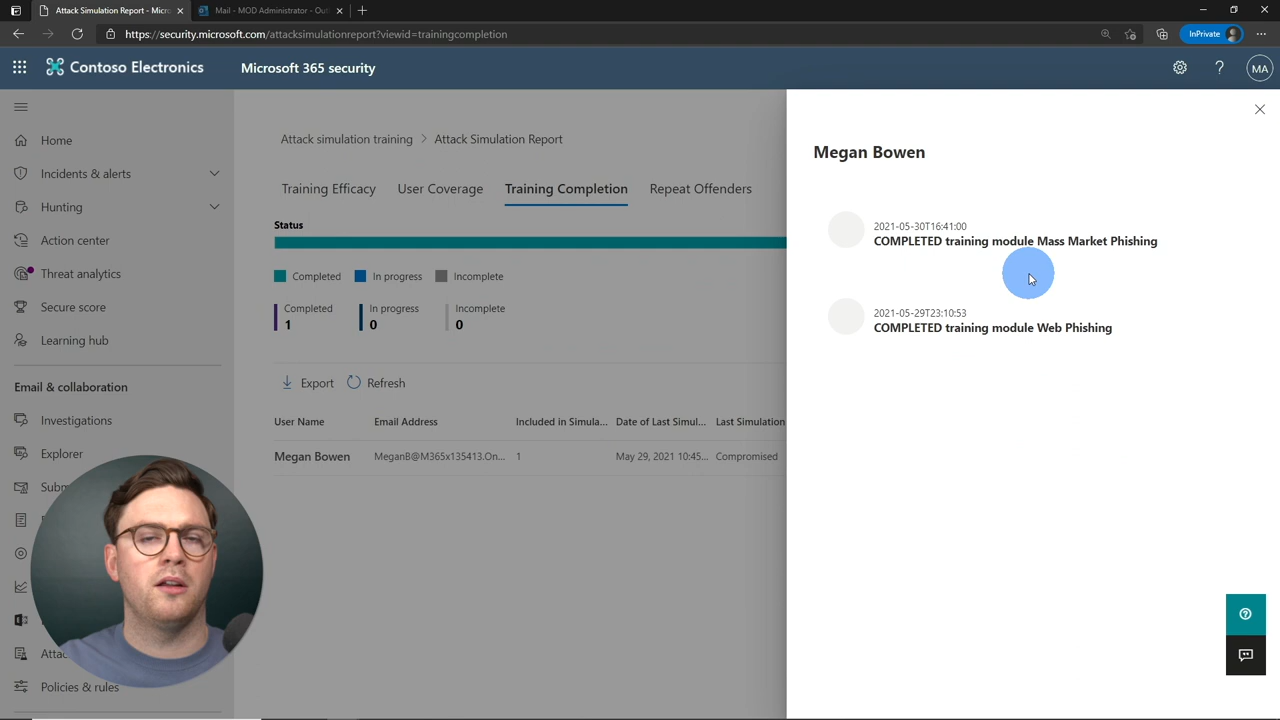 Attack Simulation Report - Micro
Mail - MOD Administrator - Out
https://security.microsoft.com/attacksimulationreport?viewid=trainingcompletion
InPrivate
Contoso Electronics
Microsoft 365 security
MA
Home
Incidents & alerts
Hunting
Action center
Threat analytics
Secure score
Learning hub
Email & collaboration
Investigations
Explorer
Subm
Atta
Policies & rules
Attack simulation training > Attack Simulation Report
Training Efficacy
User Coverage
Training Completion
Repeat Offenders
Status
Completed
In progress
Incomplete
Completed
1
In progress
0
Incomplete
0
Export
Refresh
User Name
Email Address
Included in Simula...
Date of Last Simul...
Last Simulation
Megan Bowen
MeganB@M365x135413.On...
1
May 29, 2021 10:45...
Compromised
Megan Bowen
2021-05-30T16:41:00
COMPLETED training module Mass Market Phishing
2021-05-29T23:10:53
COMPLETED training module Web Phishing